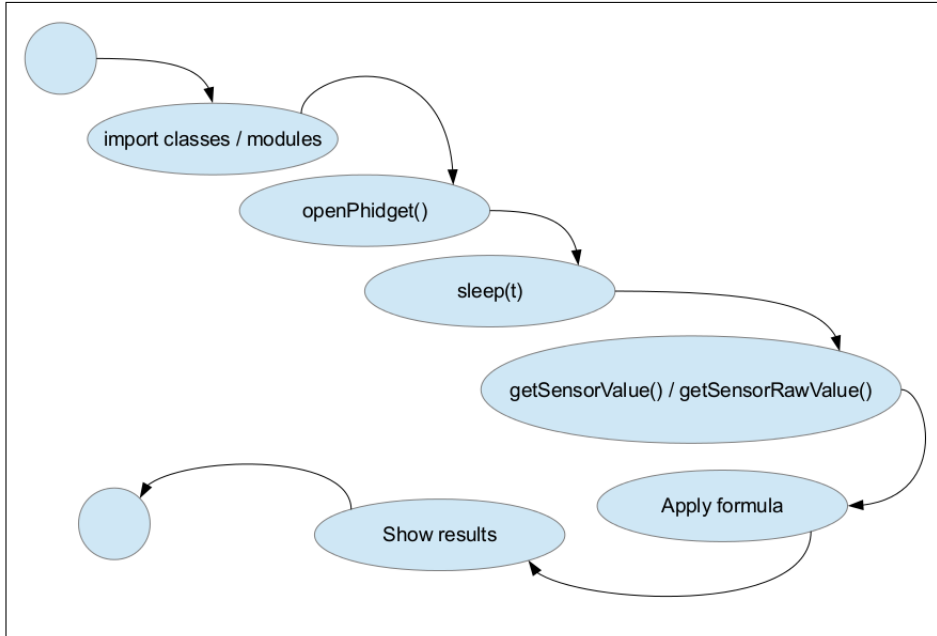 import classes / modules
openPhidget()
sleep(t)
getSensorValue() / getSensorRawValue()
Apply formula
Show results